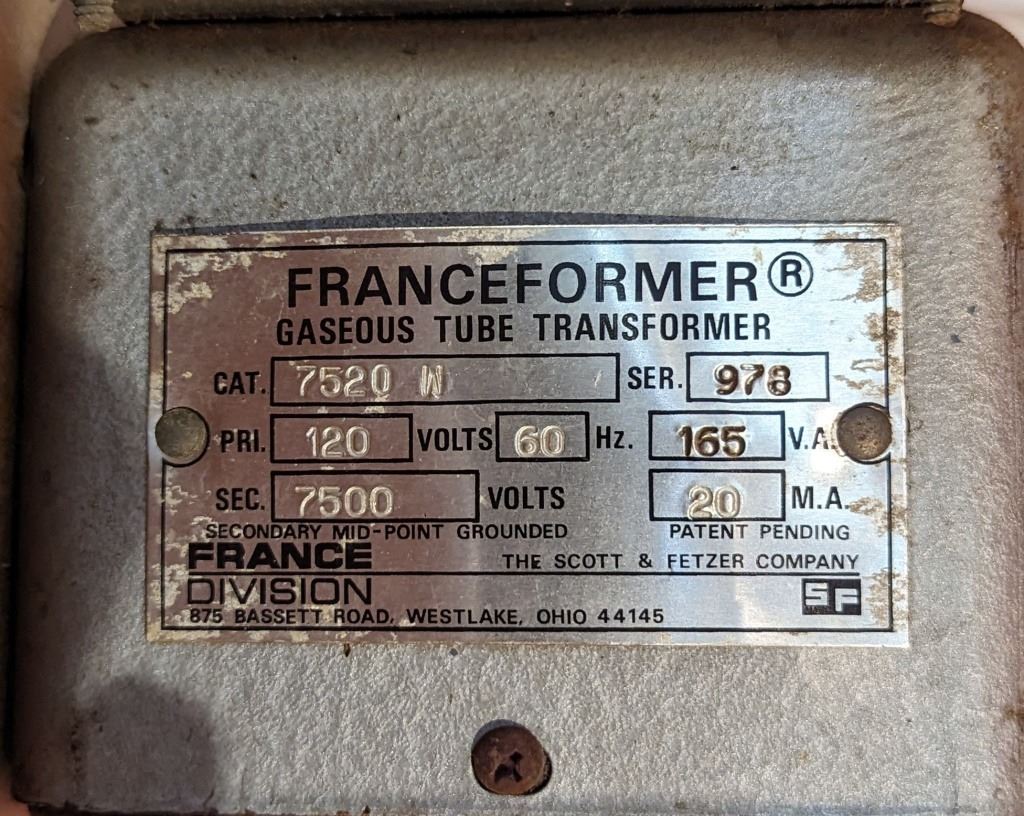 FRANCEFORMER®
GASEOUS TUBE TRANSFORMER
CAT. 7520 W SER. 978
PRI. 120 VOLTS 60 Hz. 165 V.A.
SEC. 7500 VOLTS 20 M.A.
SECONDARY MID-POINT GROUNDED PATENT PENDING
FRANCE THE SCOTT & FETZER COMPANY
DIVISION SF
875 BASSETT ROAD, WESTLAKE, OHIO 44145